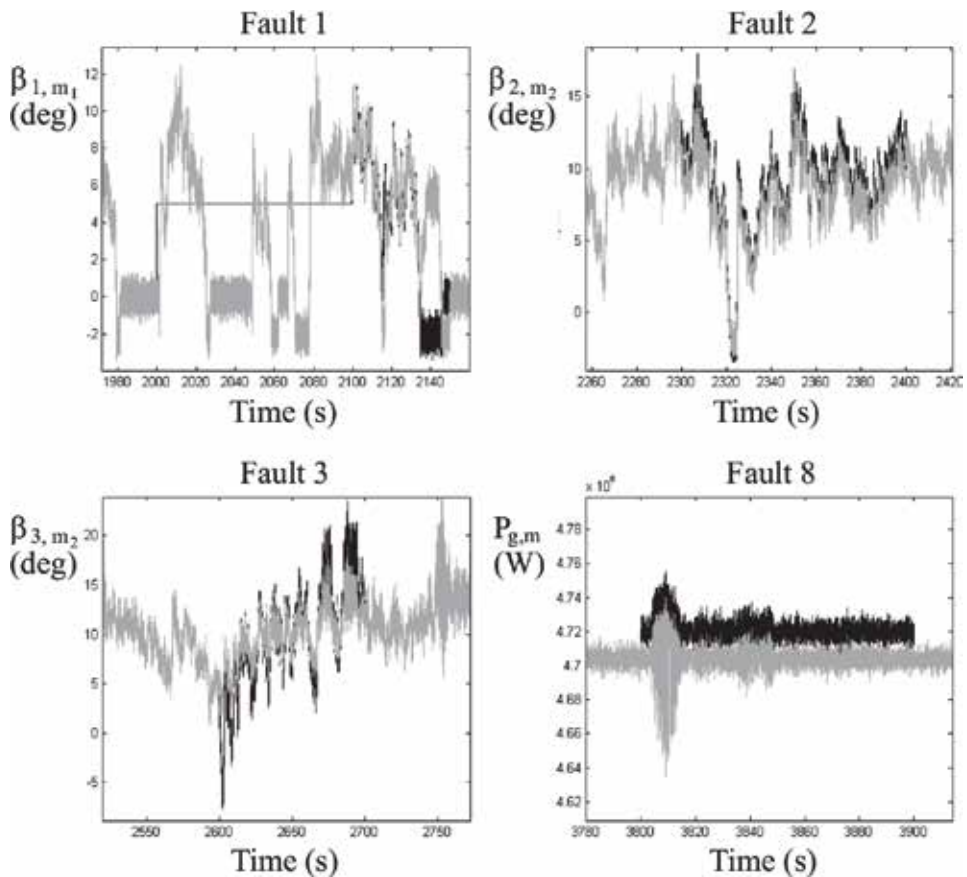 Fault 1
β1, m1
(deg)
12
10
8
6
4
2
0
-2
1980 2000 2020 2040 2060 2080 2100 2120 2140
Time (s)
Fault 2
β2, m2
(deg)
15
10
5
0
2260 2280 2300 2320 2340 2360 2380 2400 2420
Time (s)
Fault 3
β3, m2
(deg)
20
15
10
5
0
-5
2550 2600 2650 2700 2750
Time (s)
Fault 8
× 10⁶
Pg,m
(W)
4.78
4.76
4.74
4.72
4.7
4.68
4.66
4.64
4.62
3780 3800 3820 3840 3860 3880 3900
Time (s)